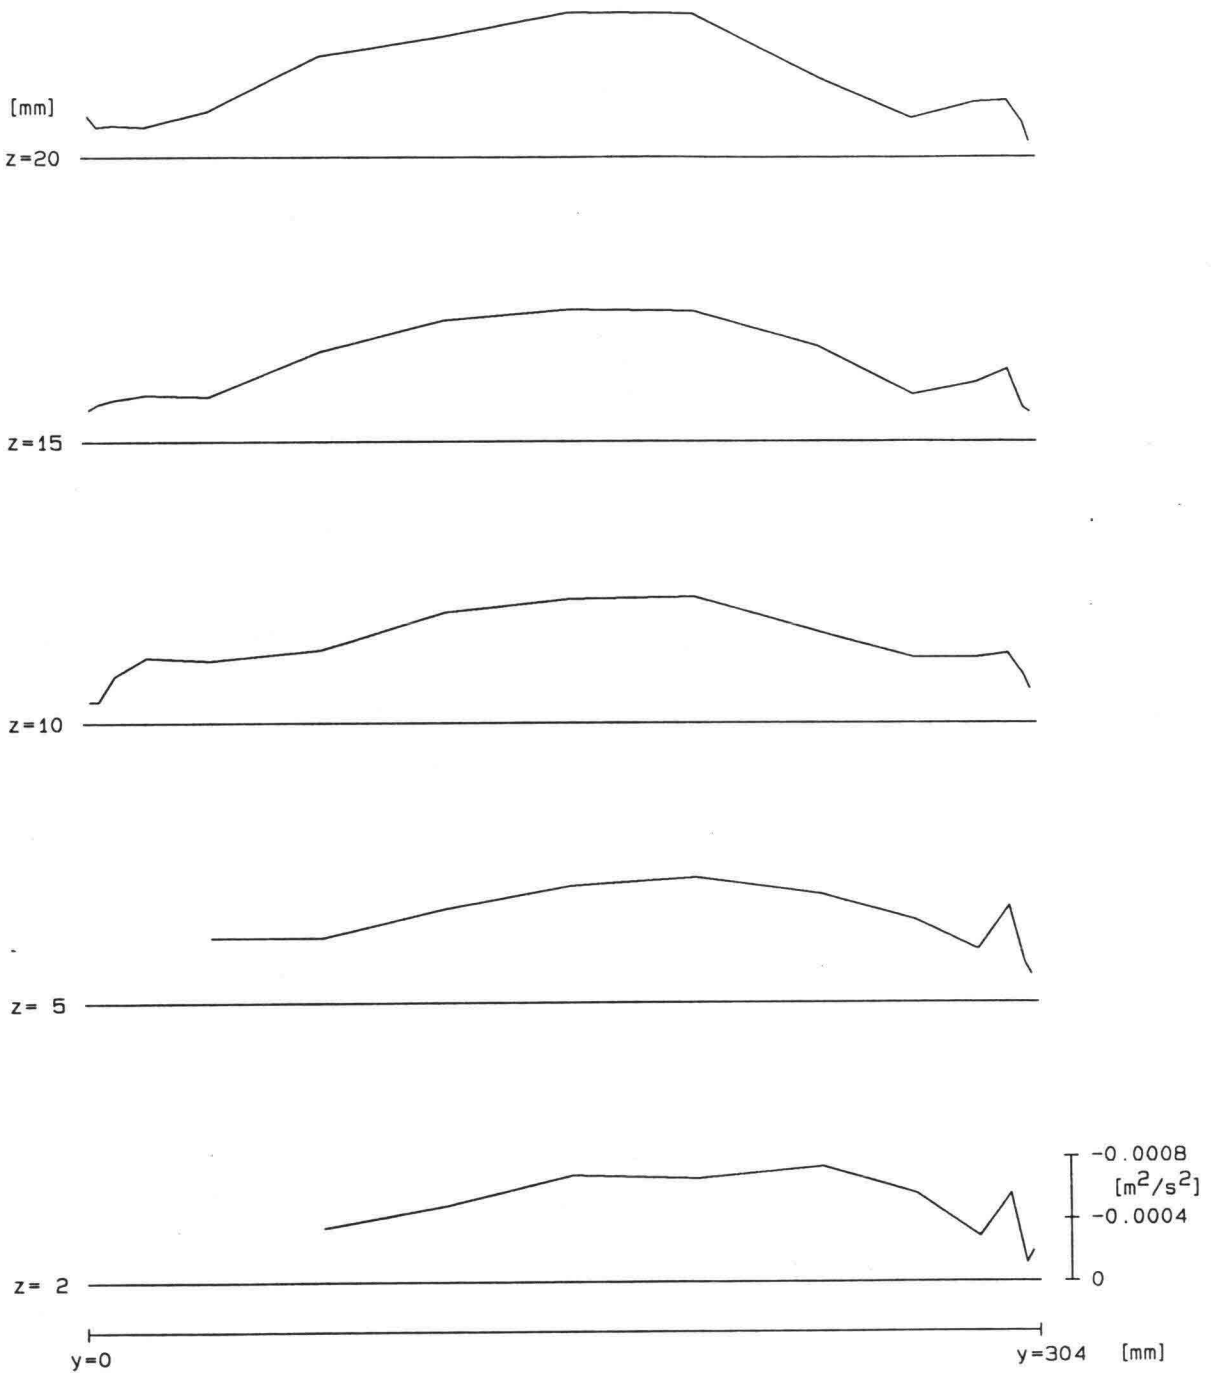 [mm]
z=20
z=15
z=10
z= 5
-0.0008
[m²/s²]
-0.0004
z= 2
0
y=0
y=304 [mm]